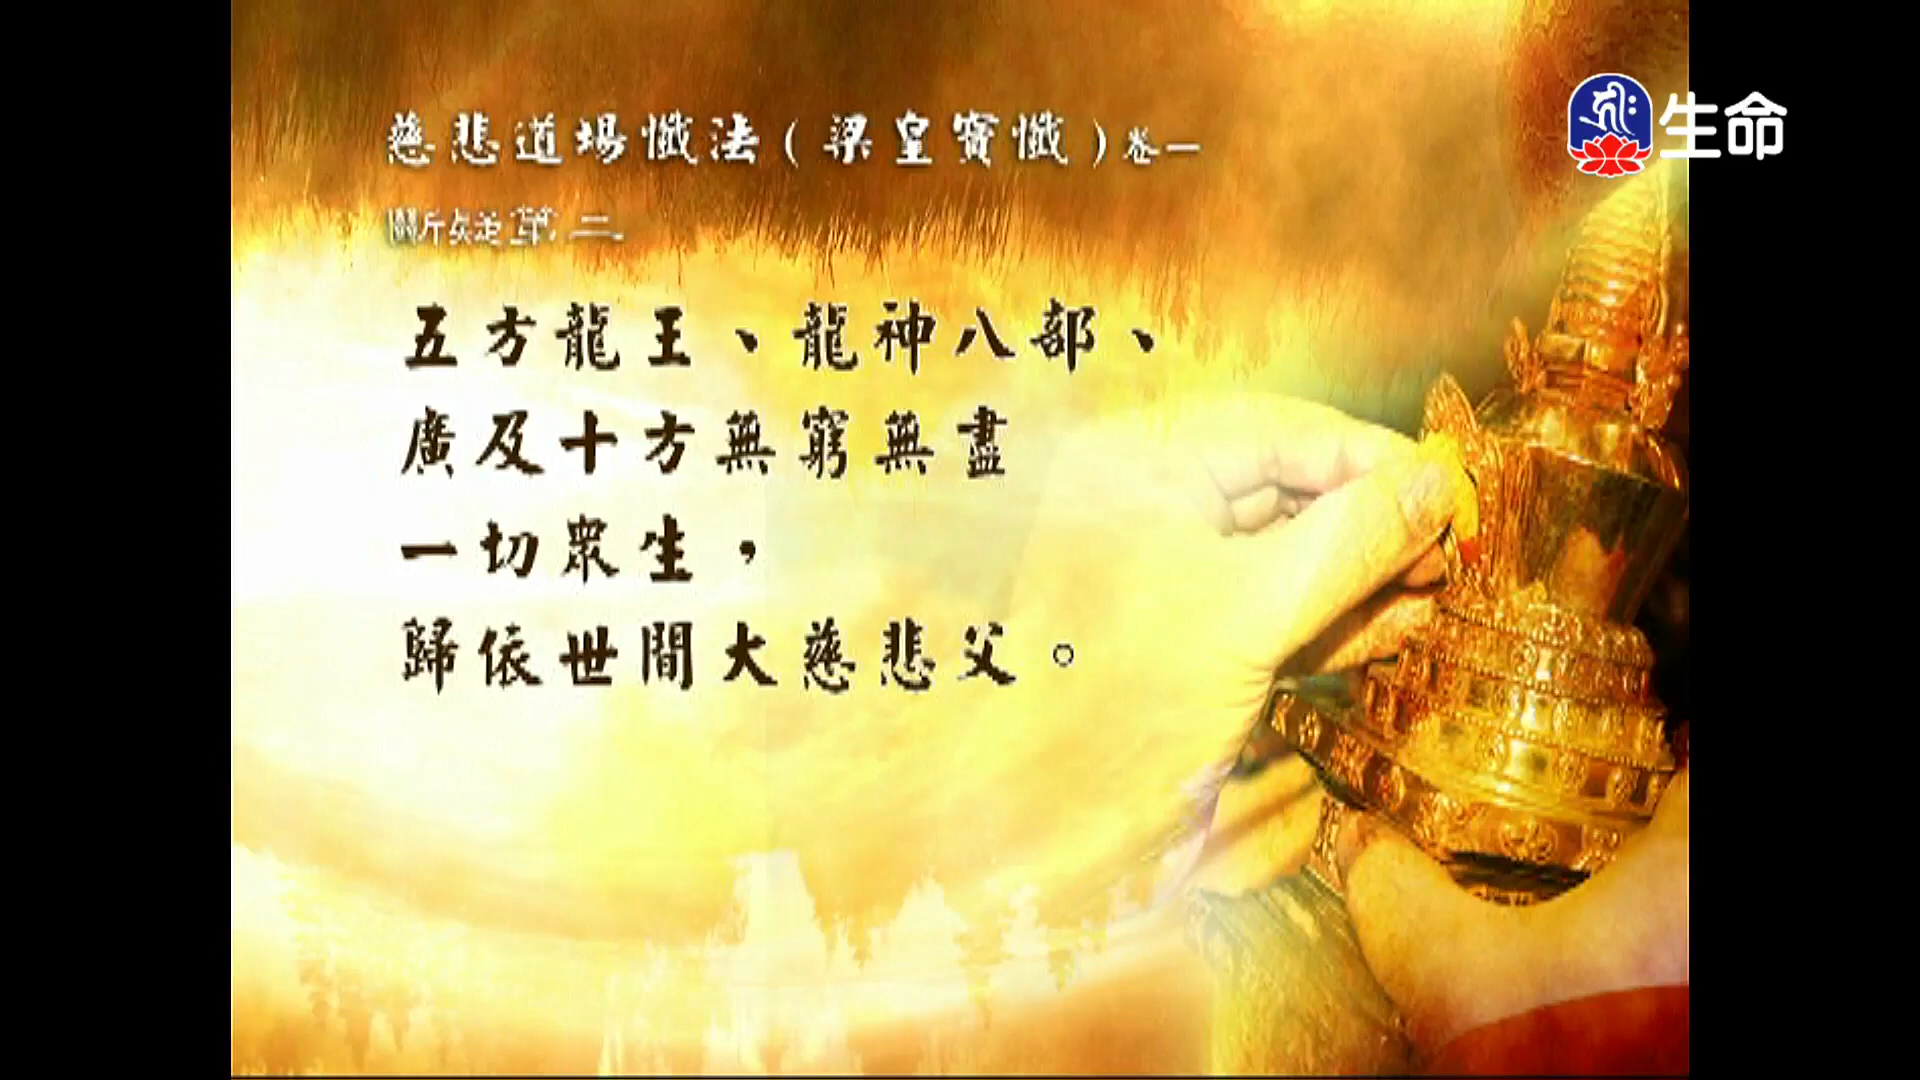 慈悲道場懺法(梁皇寶懺)卷一
斷疑第二
五方龍王、龍神八部、
廣及十方無窮無盡
一切眾生，
歸依世間大慈悲父。
生命